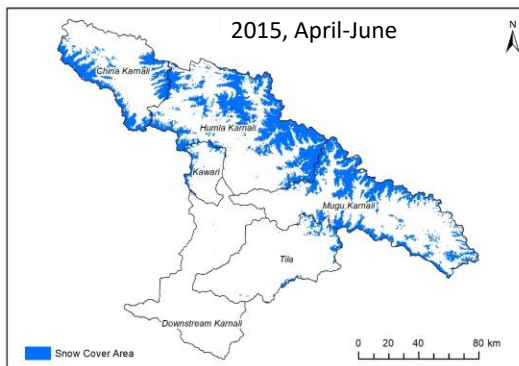 2015, April-June
N
China Karnali
Humla Karnali
Kawari
Mugu Karnali
Tila
Downstream Karnali
Snow Cover Area
0 20 40 80 km